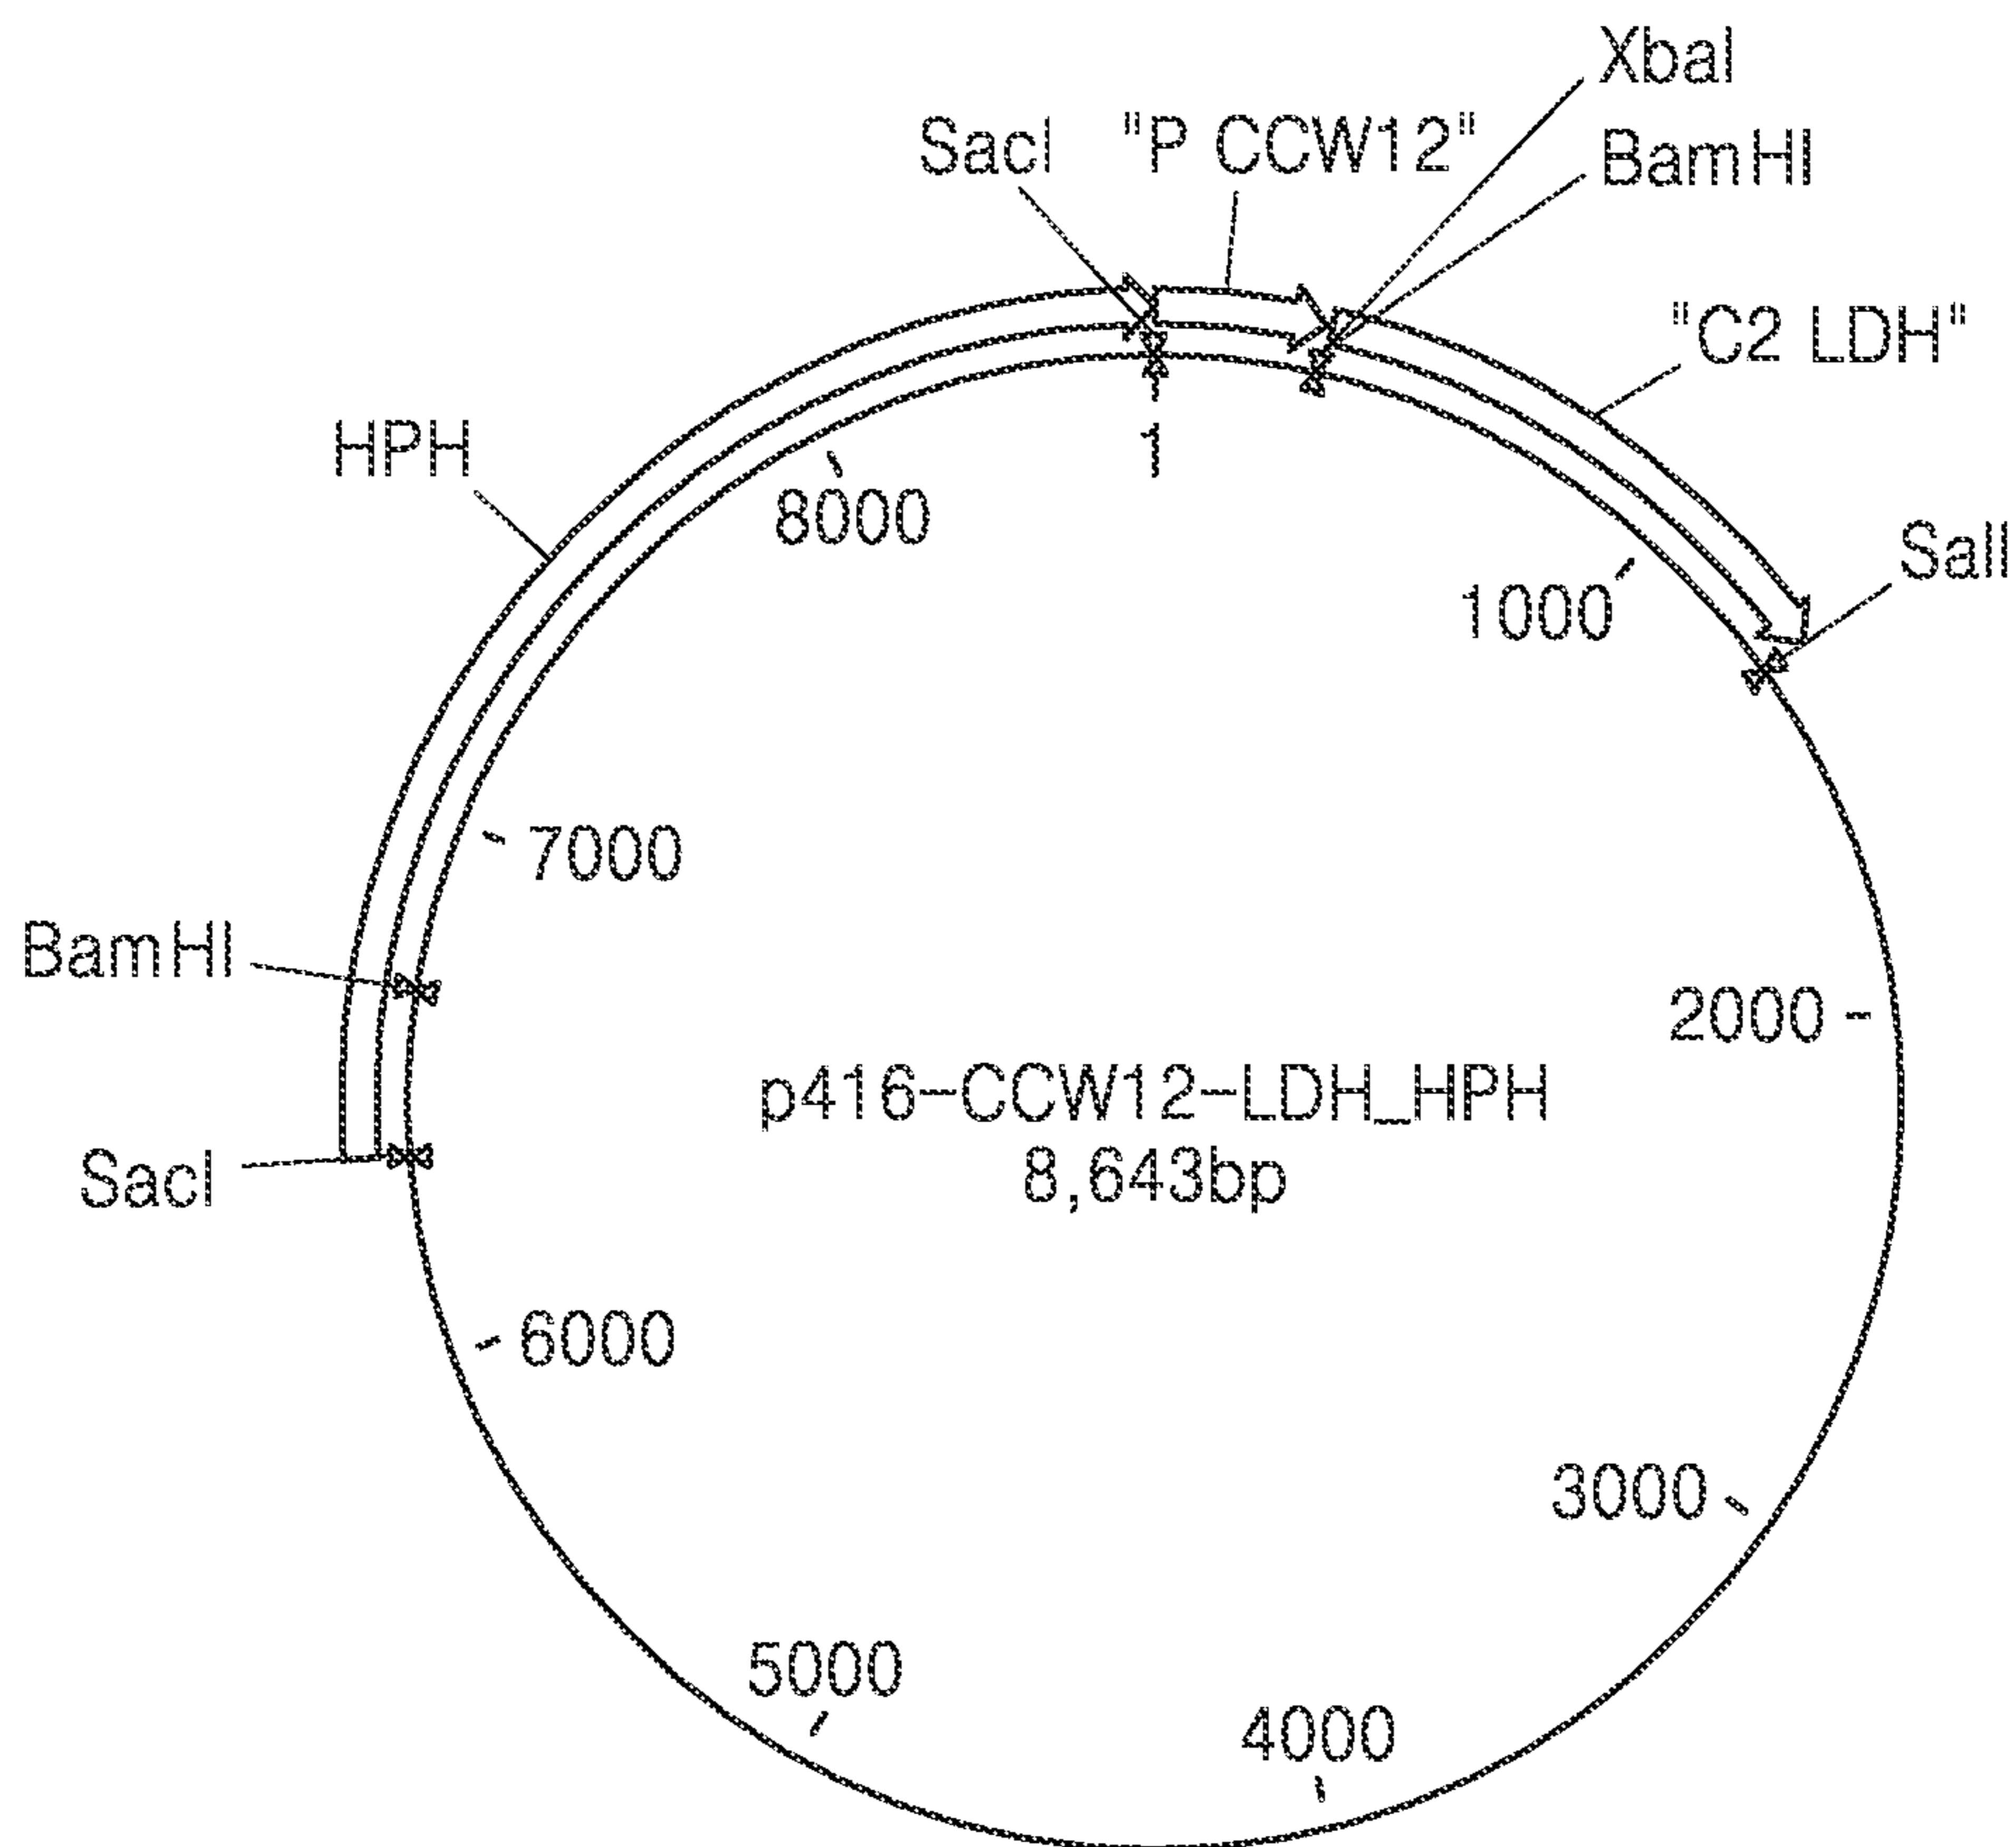 XbaI
SacI "P CCW12"
BamHI
"C2 LDH"
HPH
1
8000
SalI
1000
7000
BamHI
2000
p416-CCW12-LDH_HPH
8,643bp
SacI
6000
3000
5000
4000